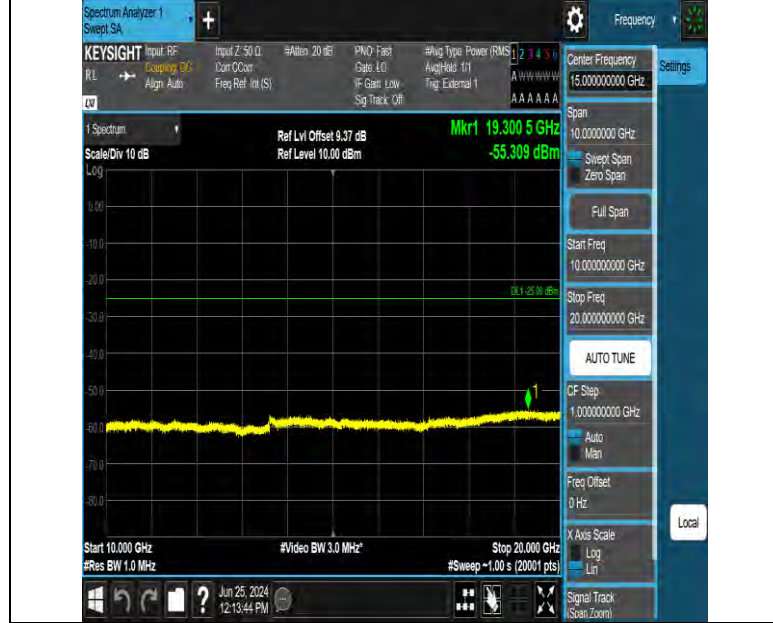 Spectrum Analyzer 1
Swept SA
+
Frequency
KEYSIGHT
RL
LXI
Input: RF
Coupling: DC
Align: Auto
Input Z: 50 Ω
Corr CCorr
Freq Ref: Int (S)
#Atten: 20 dB
PNO: Fast
Gate: LO
IF Gain: Low
Sig Track: Off
#Avg Type: Power (RMS
Avg|Hold: 1/1
Trig: External 1
1 2 3 4 5 6
A W W W W W
A A A A A A
1 Spectrum
Scale/Div 10 dB
Log
Ref Lvl Offset 9.37 dB
Ref Level 10.00 dBm
Mkr1 19.300 5 GHz
-55.309 dBm
0.00
-10.0
-20.0
-30.0
-40.0
-50.0
-60.0
-70.0
-80.0
DL1 -25.00 dBm
1
Start 10.000 GHz
#Res BW 1.0 MHz
#Video BW 3.0 MHz*
Stop 20.000 GHz
#Sweep ~1.00 s (20001 pts)
?
Jun 25, 2024
12:13:44 PM
Center Frequency
15.000000000 GHz
Settings
Span
10.0000000 GHz
Swept Span
Zero Span
Full Span
Start Freq
10.000000000 GHz
Stop Freq
20.000000000 GHz
AUTO TUNE
CF Step
1.000000000 GHz
Auto
Man
Freq Offset
0 Hz
X Axis Scale
Log
Lin
Signal Track
(Span Zoom)
Local